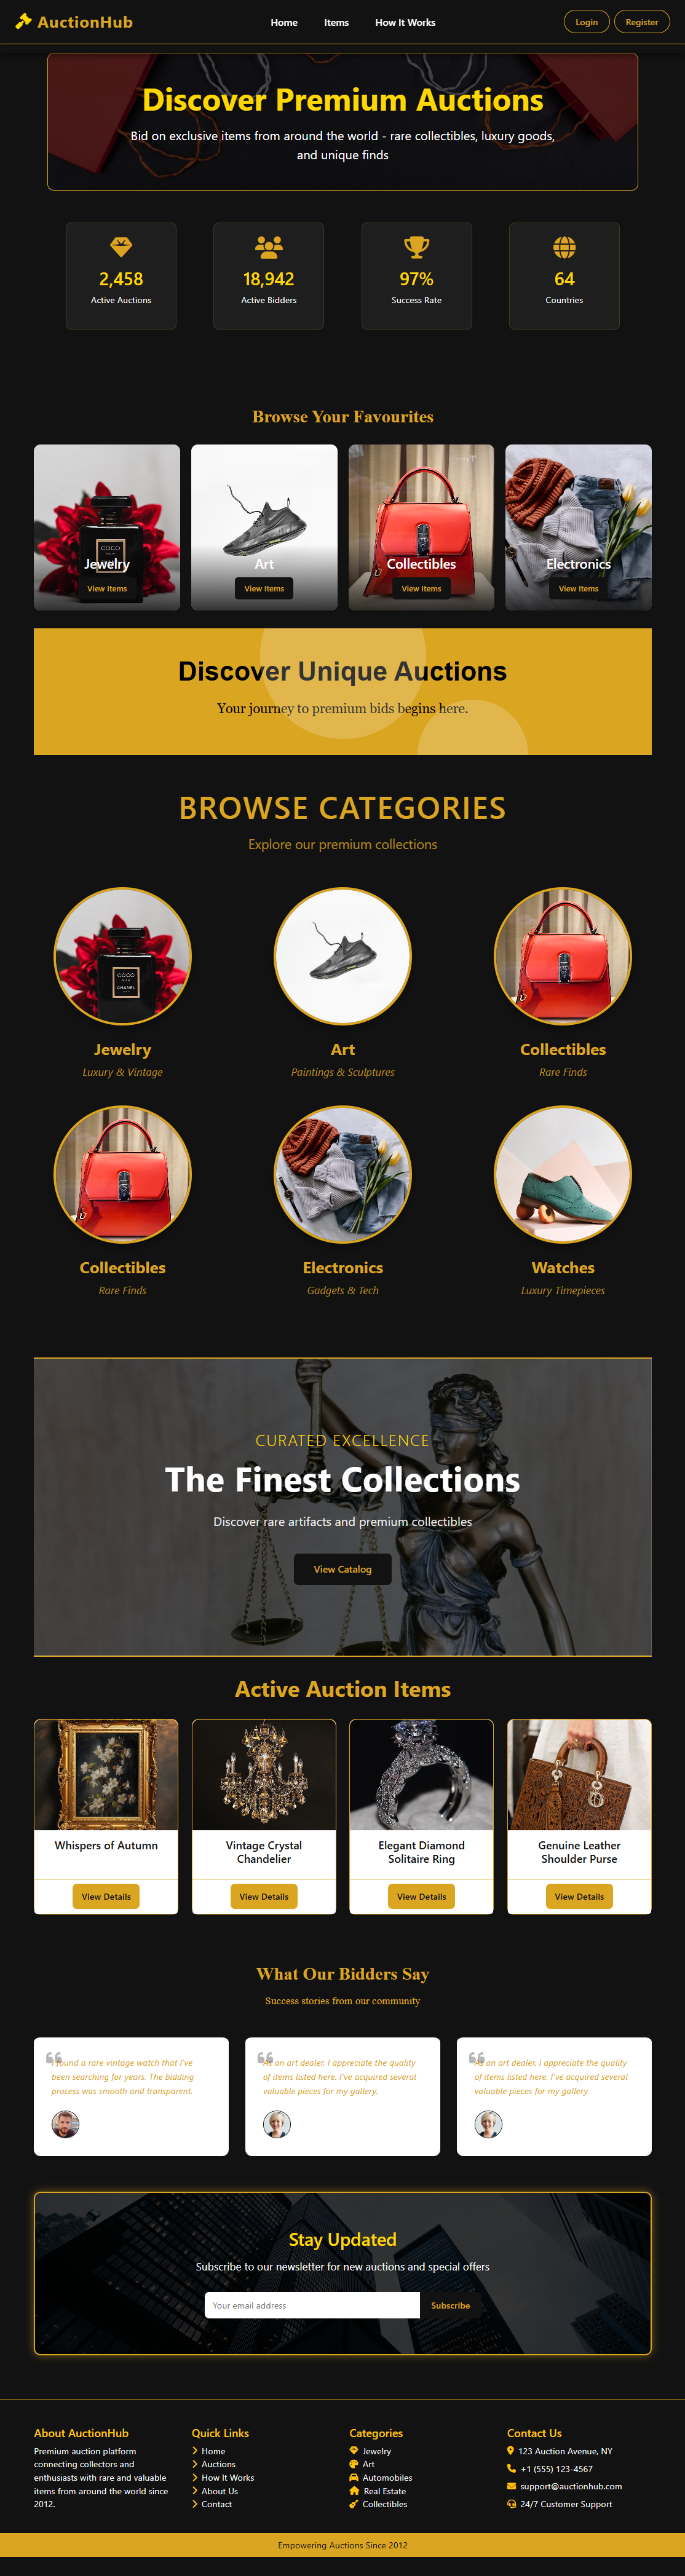 AuctionHub
Home
Items
How It Works
Login
Register
Discover Premium Auctions
Bid on exclusive items from around the world - rare collectibles, luxury goods,
and unique finds
2,458
Active Auctions
18,942
Active Bidders
97%
Success Rate
64
Countries
Browse Your Favourites
COCO
Jewelry
View Items
Art
View Items
Collectibles
View Items
Electronics
View Items
Discover Unique Auctions
Your journey to premium bids begins here.
BROWSE CATEGORIES
Explore our premium collections
COCO
CHANEL
Jewelry
Luxury & Vintage
Art
Paintings & Sculptures
Collectibles
Rare Finds
Collectibles
Rare Finds
Electronics
Gadgets & Tech
Watches
Luxury Timepieces
CURATED EXCELLENCE
The Finest Collections
Discover rare artifacts and premium collectibles
View Catalog
Active Auction Items
Whispers of Autumn
View Details
Vintage Crystal
Chandelier
View Details
Elegant Diamond
Solitaire Ring
View Details
Genuine Leather
Shoulder Purse
View Details
What Our Bidders Say
Success stories from our community
I found a rare vintage watch that I've
been searching for years. The bidding
process was smooth and transparent.
As an art dealer, I appreciate the quality
of items listed here. I've acquired several
valuable pieces for my gallery.
As an art dealer, I appreciate the quality
of items listed here. I've acquired several
valuable pieces for my gallery.
Stay Updated
Subscribe to our newsletter for new auctions and special offers
Your email address
Subscribe
About AuctionHub
Premium auction platform
connecting collectors and
enthusiasts with rare and valuable
items from around the world since
2012.
Quick Links
Home
Auctions
How It Works
About Us
Contact
Categories
Jewelry
Art
Automobiles
Real Estate
Collectibles
Contact Us
123 Auction Avenue, NY
+1 (555) 123-4567
support@auctionhub.com
24/7 Customer Support
Empowering Auctions Since 2012